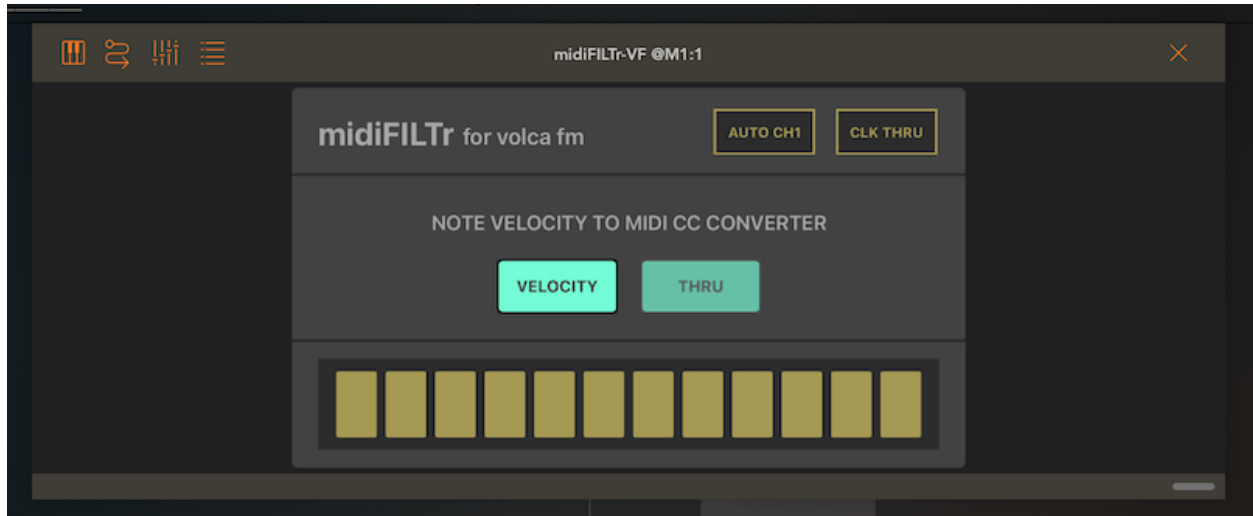 midiFILTr-VF @M1:1
midiFILTr for volca fm
AUTO CH1
CLK THRU
NOTE VELOCITY TO MIDI CC CONVERTER
VELOCITY
THRU